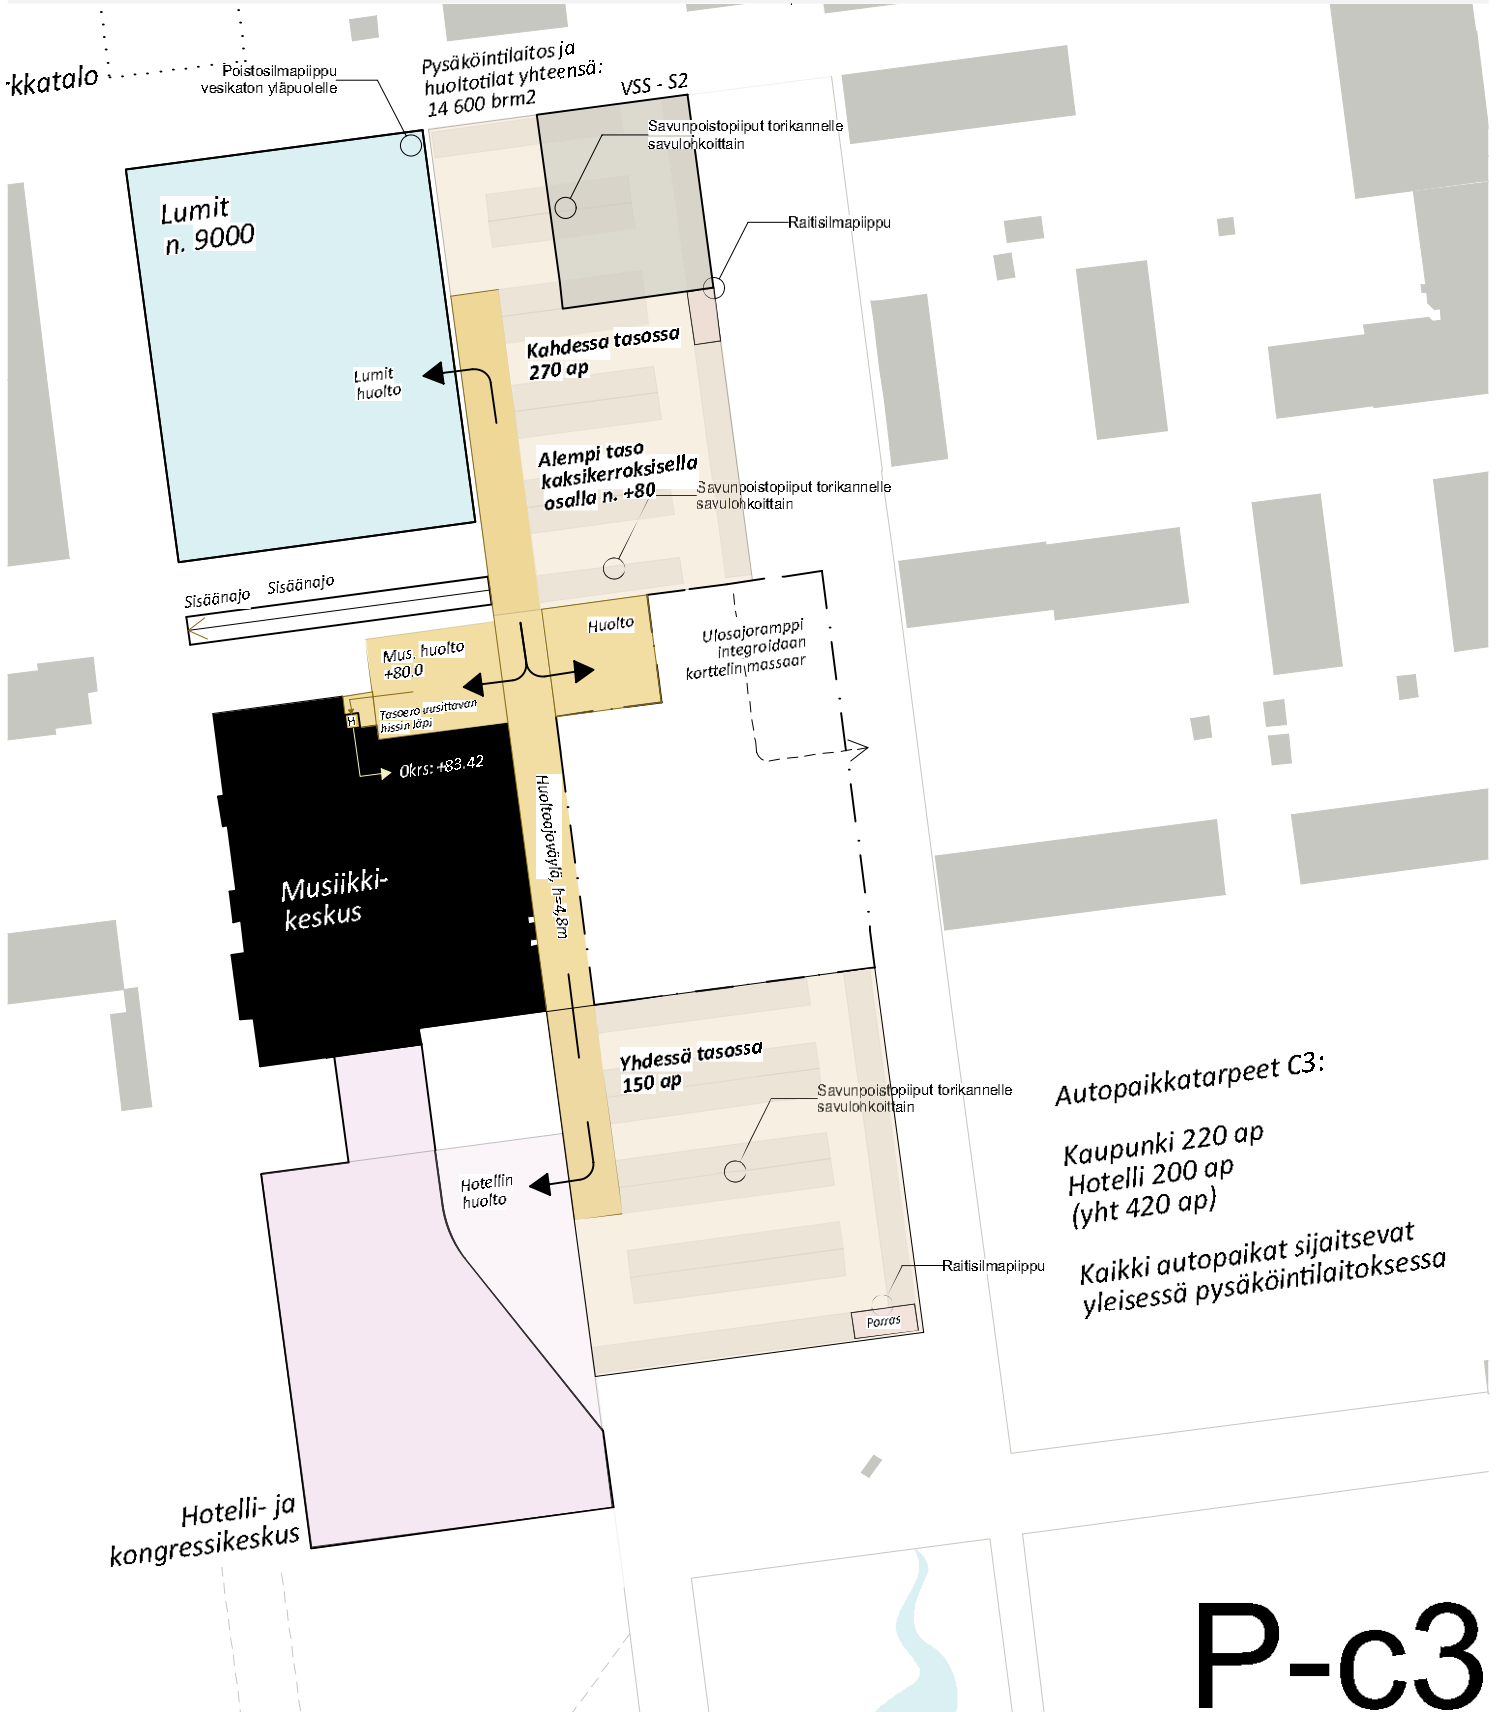 rkkatalo
Poistosilmapiippu
vesikaton yläpuolelle
Pysäköintilaitos ja
huoltotilat yhteensä:
14 600 brm2
VSS - S2
Savunpoistopiiput torikannelle
savulohkoittain
Lumit
n. 9000
Raitisilmapiippu
Kahdessa tasossa
270 ap
Lumit
huolto
Alempi taso
kaksikerroksisella
osalla n. +80
Savunpoistopiiput torikannelle
savulohkoittain
Sisäänajo
Sisäänajo
Huolto
Mus. huolto
+80,0
Ulosajoramppi
integroidaan
korttelin massaar
Tasoero uusittavan
hissin läpi
H
0krs: +83.42
Huoltoajoväylä, h=4,8m
Musiikki-
keskus
Yhdessä tasossa
150 ap
Savunpoistopiiput torikannelle
savulohkoittain
Autopaikkatarpeet C3:
Kaupunki 220 ap
Hotelli 200 ap
(yht 420 ap)
Hotellin
huolto
Kaikki autopaikat sijaitsevat
yleisessä pysäköintilaitoksessa
Raitisilmapiippu
Porras
Hotelli- ja
kongressikeskus
P-c3